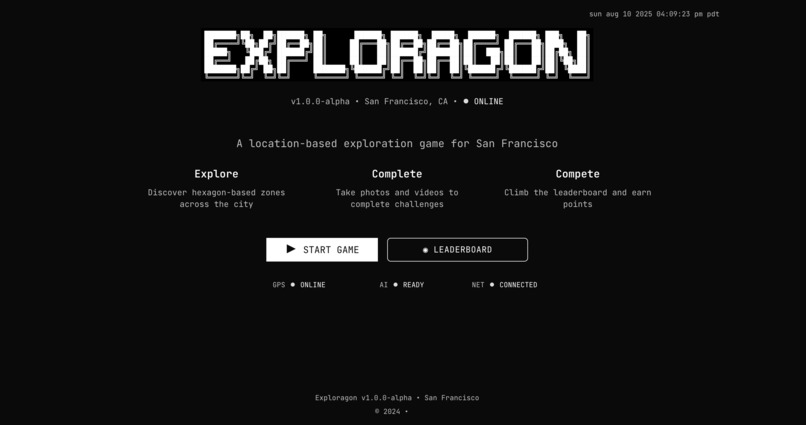 sun aug 10 2025 04:09:23 pm pdt
EXPLORAGON
v1.0.0-alpha • San Francisco, CA • ● ONLINE
A location-based exploration game for San Francisco
Explore
Discover hexagon-based zones
across the city
Complete
Take photos and videos to
complete challenges
Compete
Climb the leaderboard and earn
points
▶ START GAME
◉ LEADERBOARD
GPS ● ONLINE
AI ● READY
NET ● CONNECTED
Exploragon v1.0.0-alpha • San Francisco
© 2024 •